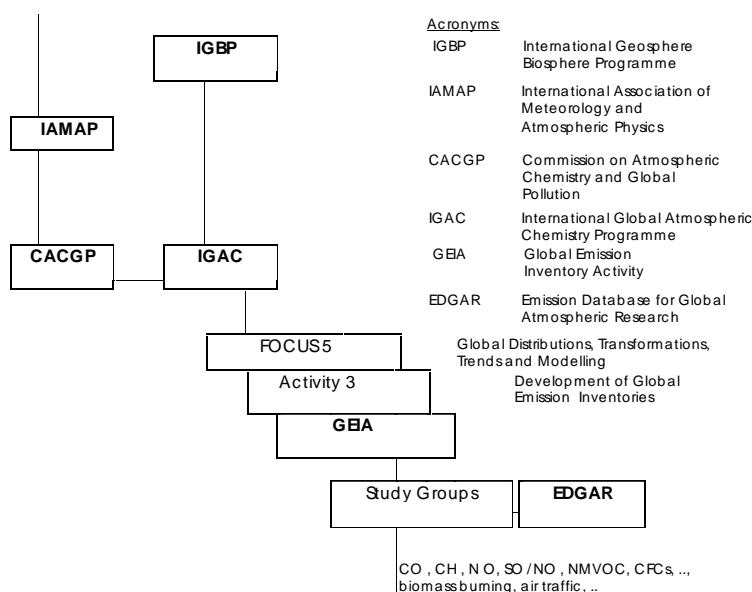 IGBP
IAMAP
CACGP
IGAC
FOCUS 5
Activity 3
GEIA
Study Groups
EDGAR
CO , CH , N O, SO / NO , NMVOC, CFCs, ..,
biomass burning, air traffic, ..
Acronyms:
IGBP International Geosphere
Biosphere Programme
IAMAP International Association of
Meteorology and
Atmospheric Physics
CACGP Commission on Atmospheric
Chemistry and Global
Pollution
IGAC International Global Atmospheric
Chemistry Programme
GEIA Global Emission
Inventory Activity
EDGAR Emission Database for Global
Atmospheric Research
Global Distributions, Transformations,
Trends and Modelling
Development of Global
Emission Inventories